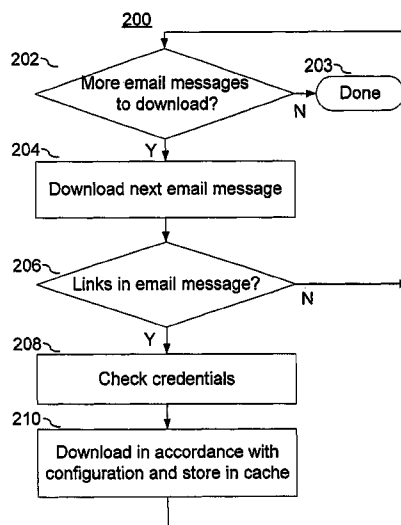 200
202
203
More email messages
to download?
Done
N
Y
204
Download next email message
206
Links in email message?
N
Y
208
Check credentials
210
Download in accordance with
configuration and store in cache